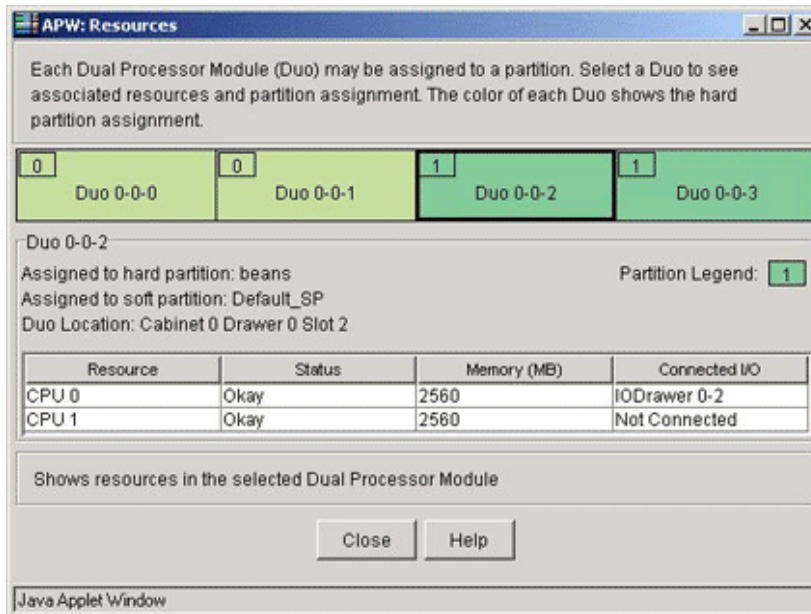 APW: Resources
Each Dual Processor Module (Duo) may be assigned to a partition. Select a Duo to see
associated resources and partition assignment. The color of each Duo shows the hard
partition assignment.
0 0 1 1
Duo 0-0-0 Duo 0-0-1 Duo 0-0-2 Duo 0-0-3
Duo 0-0-2
Assigned to hard partition: beans Partition Legend: 1
Assigned to soft partition: Default_SP
Duo Location: Cabinet 0 Drawer 0 Slot 2
Resource Status Memory (MB) Connected I/O
CPU 0 Okay 2560 IODrawer 0-2
CPU 1 Okay 2560 Not Connected
Shows resources in the selected Dual Processor Module
Close Help
Java Applet Window